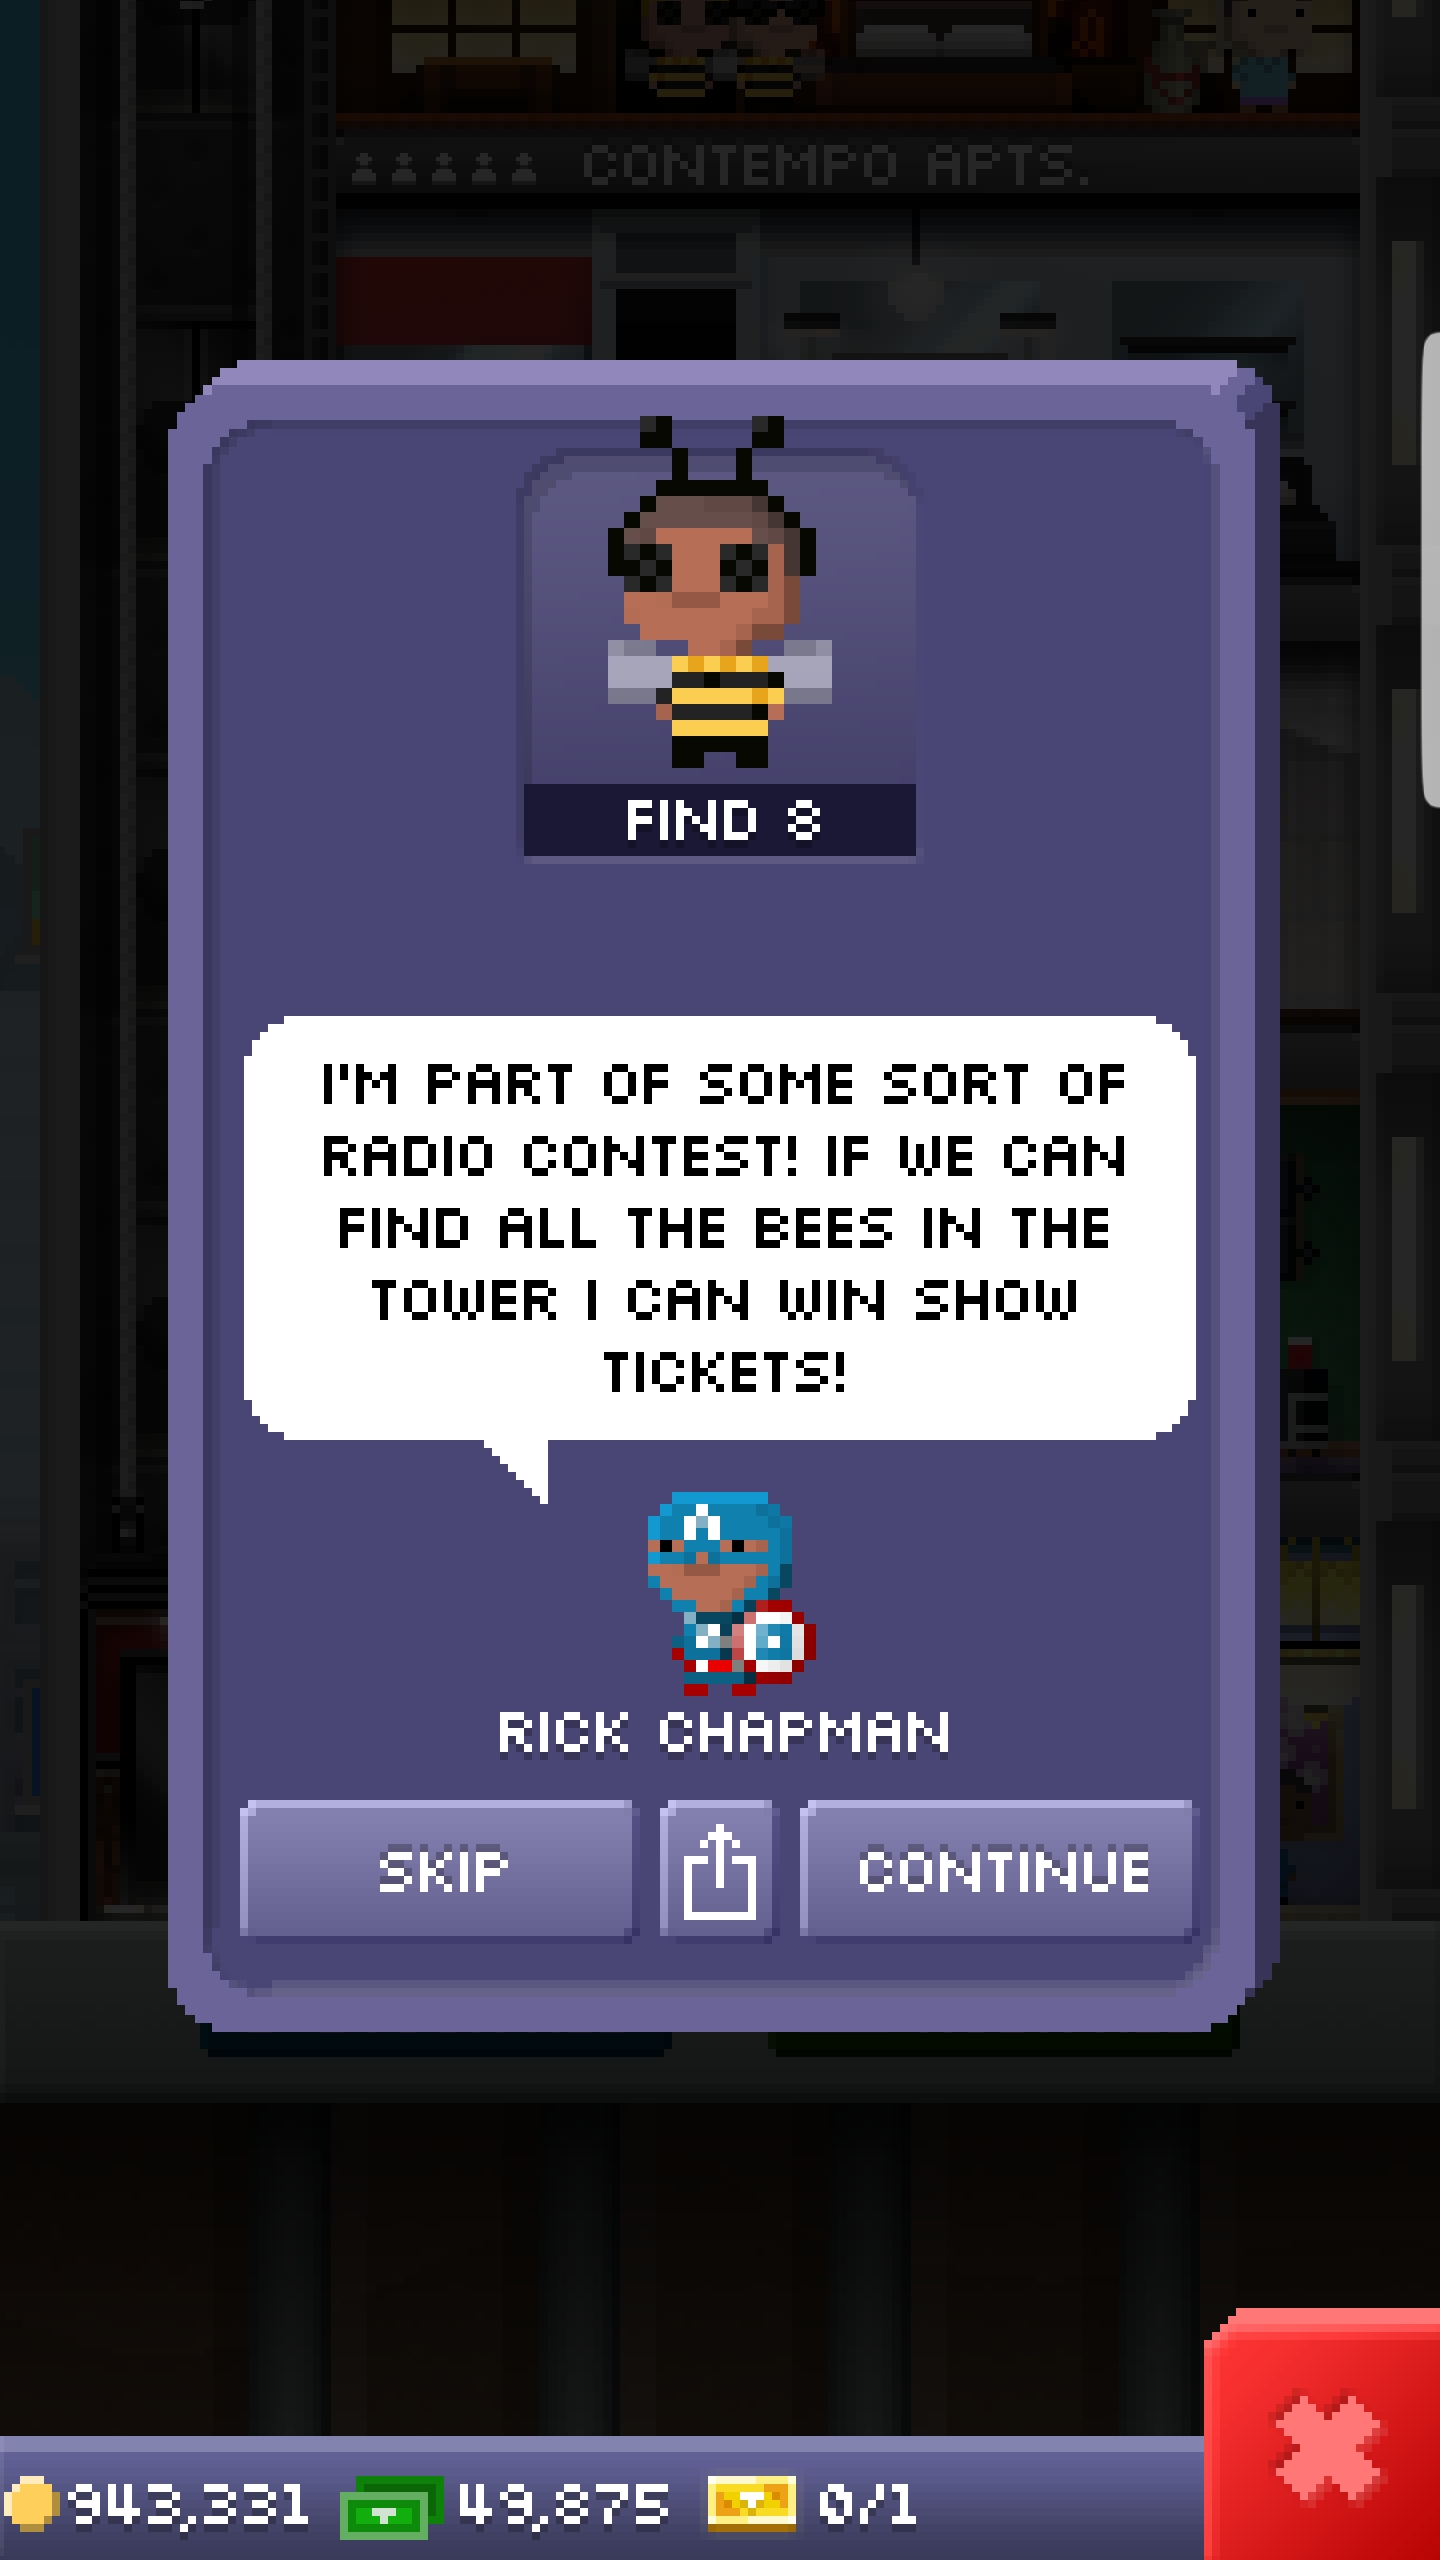 CONTEMPO APTS.
FIND 8
I'M PART OF SOME SORT OF
RADIO CONTEST! IF WE CAN
FIND ALL THE BEES IN THE
TOWER I CAN WIN SHOW
TICKETS!
A
RICK CHAPMAN
SKIP
CONTINUE
943,331
49,875
0/1